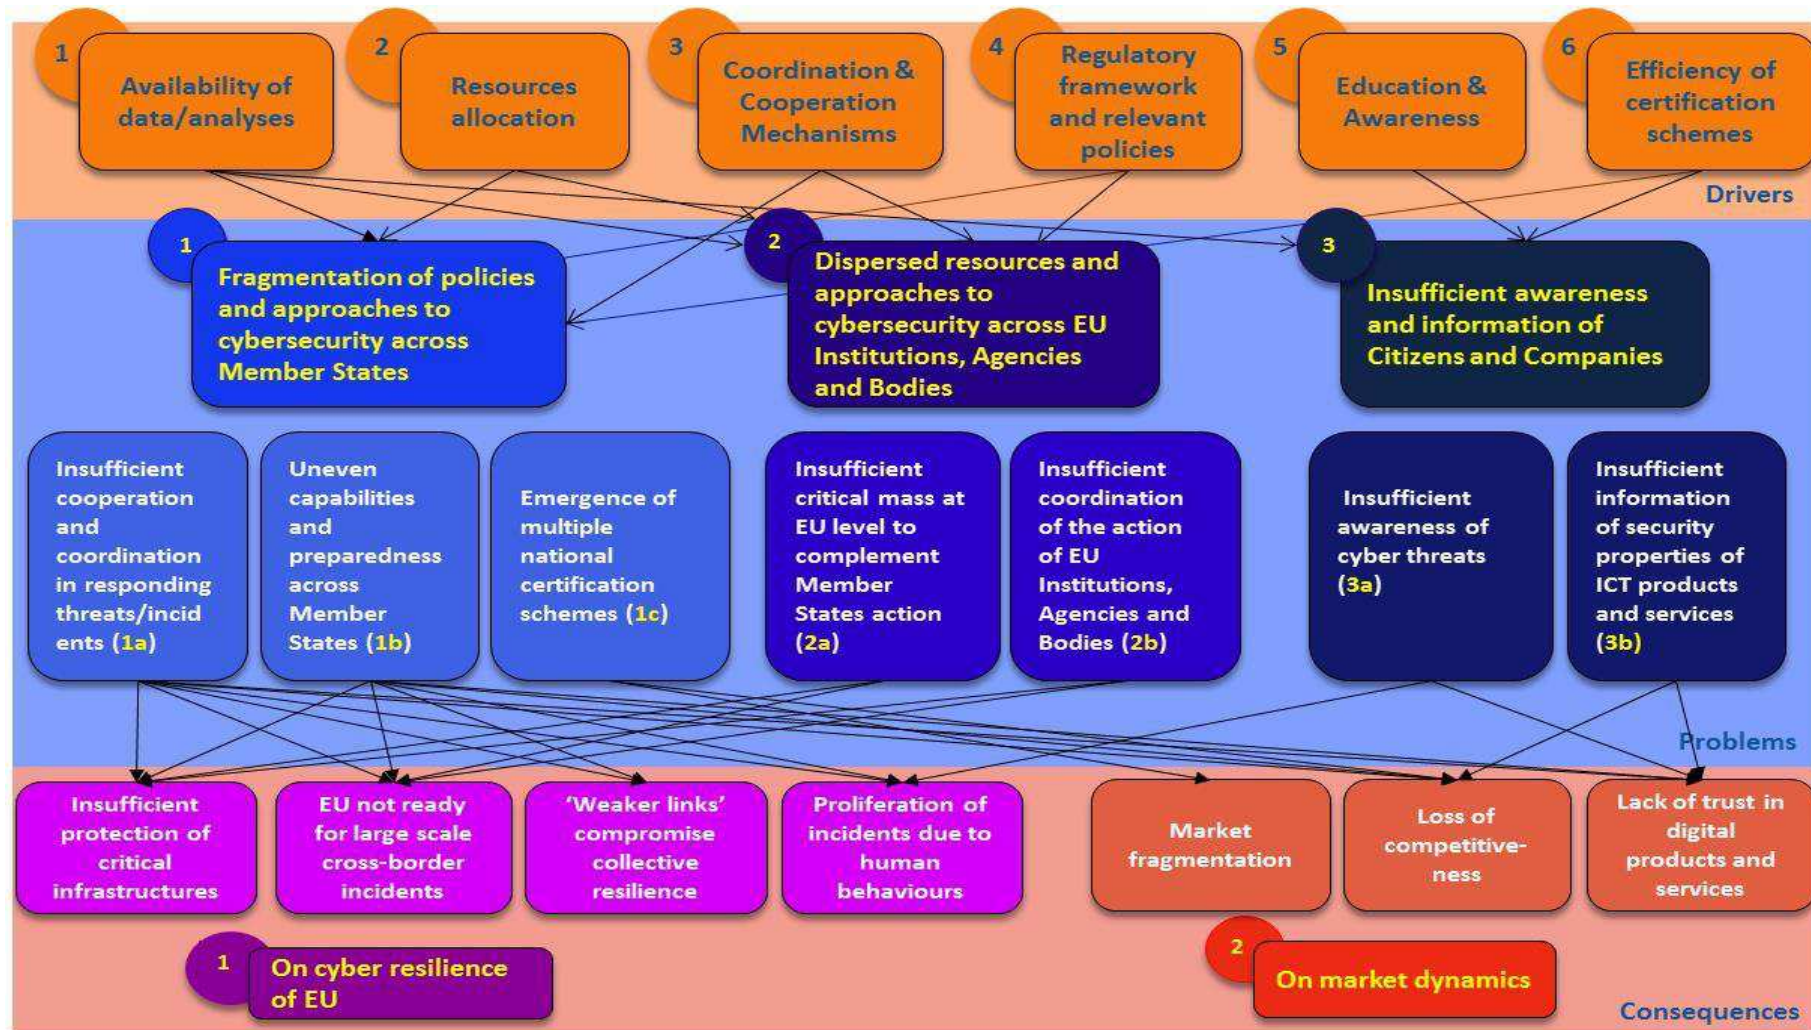 1
Availability of
data/analyses
2
Resources
allocation
3
Coordination &
Cooperation
Mechanisms
4
Regulatory
framework
and relevant
policies
5
Education &
Awareness
6
Efficiency of
certification
schemes
Drivers
1
Fragmentation of policies
and approaches to
cybersecurity across
Member States
2
Dispersed resources and
approaches to
cybersecurity across EU
Institutions, Agencies
and Bodies
3
Insufficient awareness
and information of
Citizens and Companies
Insufficient
cooperation
and
coordination
in responding
threats/incid
ents (1a)
Uneven
capabilities
and
preparedness
across
Member
States (1b)
Emergence of
multiple
national
certification
schemes (1c)
Insufficient
critical mass at
EU level to
complement
Member
States action
(2a)
Insufficient
coordination
of the action
of EU
Institutions,
Agencies and
Bodies (2b)
Insufficient
awareness of
cyber threats
(3a)
Insufficient
information
of security
properties of
ICT products
and services
(3b)
Problems
Insufficient
protection of
critical
infrastructures
EU not ready
for large scale
cross-border
incidents
‘Weaker links’
compromise
collective
resilience
Proliferation of
incidents due to
human
behaviours
Market
fragmentation
Loss of
competitive-
ness
Lack of trust in
digital
products and
services
1
On cyber resilience
of EU
2
On market dynamics
Consequences